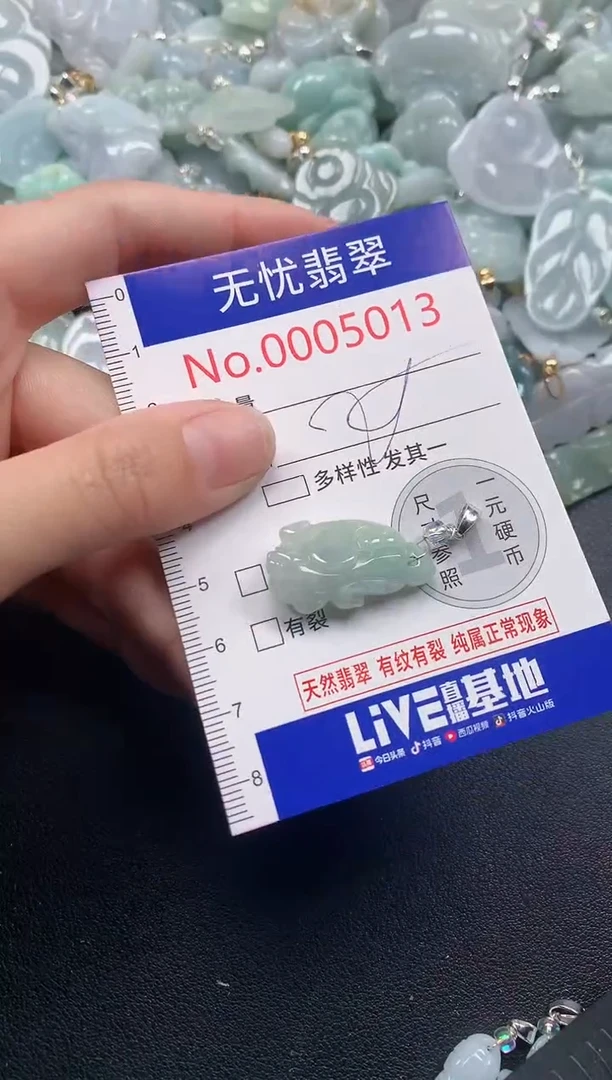 无忧翡翠
No.0005013
0
1
量
多样性 发其一
尺寸参照
一元硬币
1
5
有裂
6
天然翡翠 有纹有裂 纯属正常现象
7
LiVE直播基地
今日头条 抖音 西瓜视频 抖音火山版
8